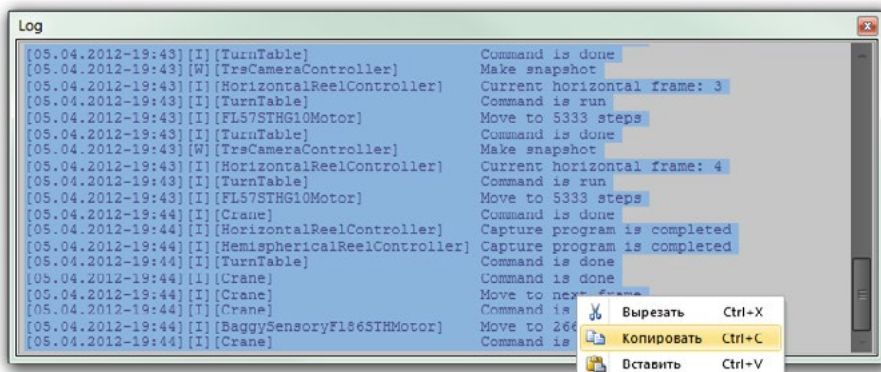 Log
[05.04.2012-19:43][I][TurnTable] Command is done
[05.04.2012-19:43][W][TrsCameraController] Make snapshot
[05.04.2012-19:43][I][HorizontalReelController] Current horizontal frame: 3
[05.04.2012-19:43][I][TurnTable] Command is run
[05.04.2012-19:43][I][FL57STHG10Motor] Move to 5333 steps
[05.04.2012-19:43][I][TurnTable] Command is done
[05.04.2012-19:43][W][TrsCameraController] Make snapshot
[05.04.2012-19:43][I][HorizontalReelController] Current horizontal frame: 4
[05.04.2012-19:43][I][TurnTable] Command is run
[05.04.2012-19:43][I][FL57STHG10Motor] Move to 5333 steps
[05.04.2012-19:44][I][Crane] Command is done
[05.04.2012-19:44][I][HorizontalReelController] Capture program is completed
[05.04.2012-19:44][I][HemisphericalReelController] Capture program is completed
[05.04.2012-19:44][I][TurnTable] Command is done
[05.04.2012-19:44][I][Crane] Command is done
[05.04.2012-19:44][I][Crane] Move to next frame
[05.04.2012-19:44][I][Crane] Command is
[05.04.2012-19:44][I][BaggySensoryFl86STHMotor] Move to 266
[05.04.2012-19:44][I][Crane] Command is
Вырезать Ctrl+X
Копировать Ctrl+C
Вставить Ctrl+V